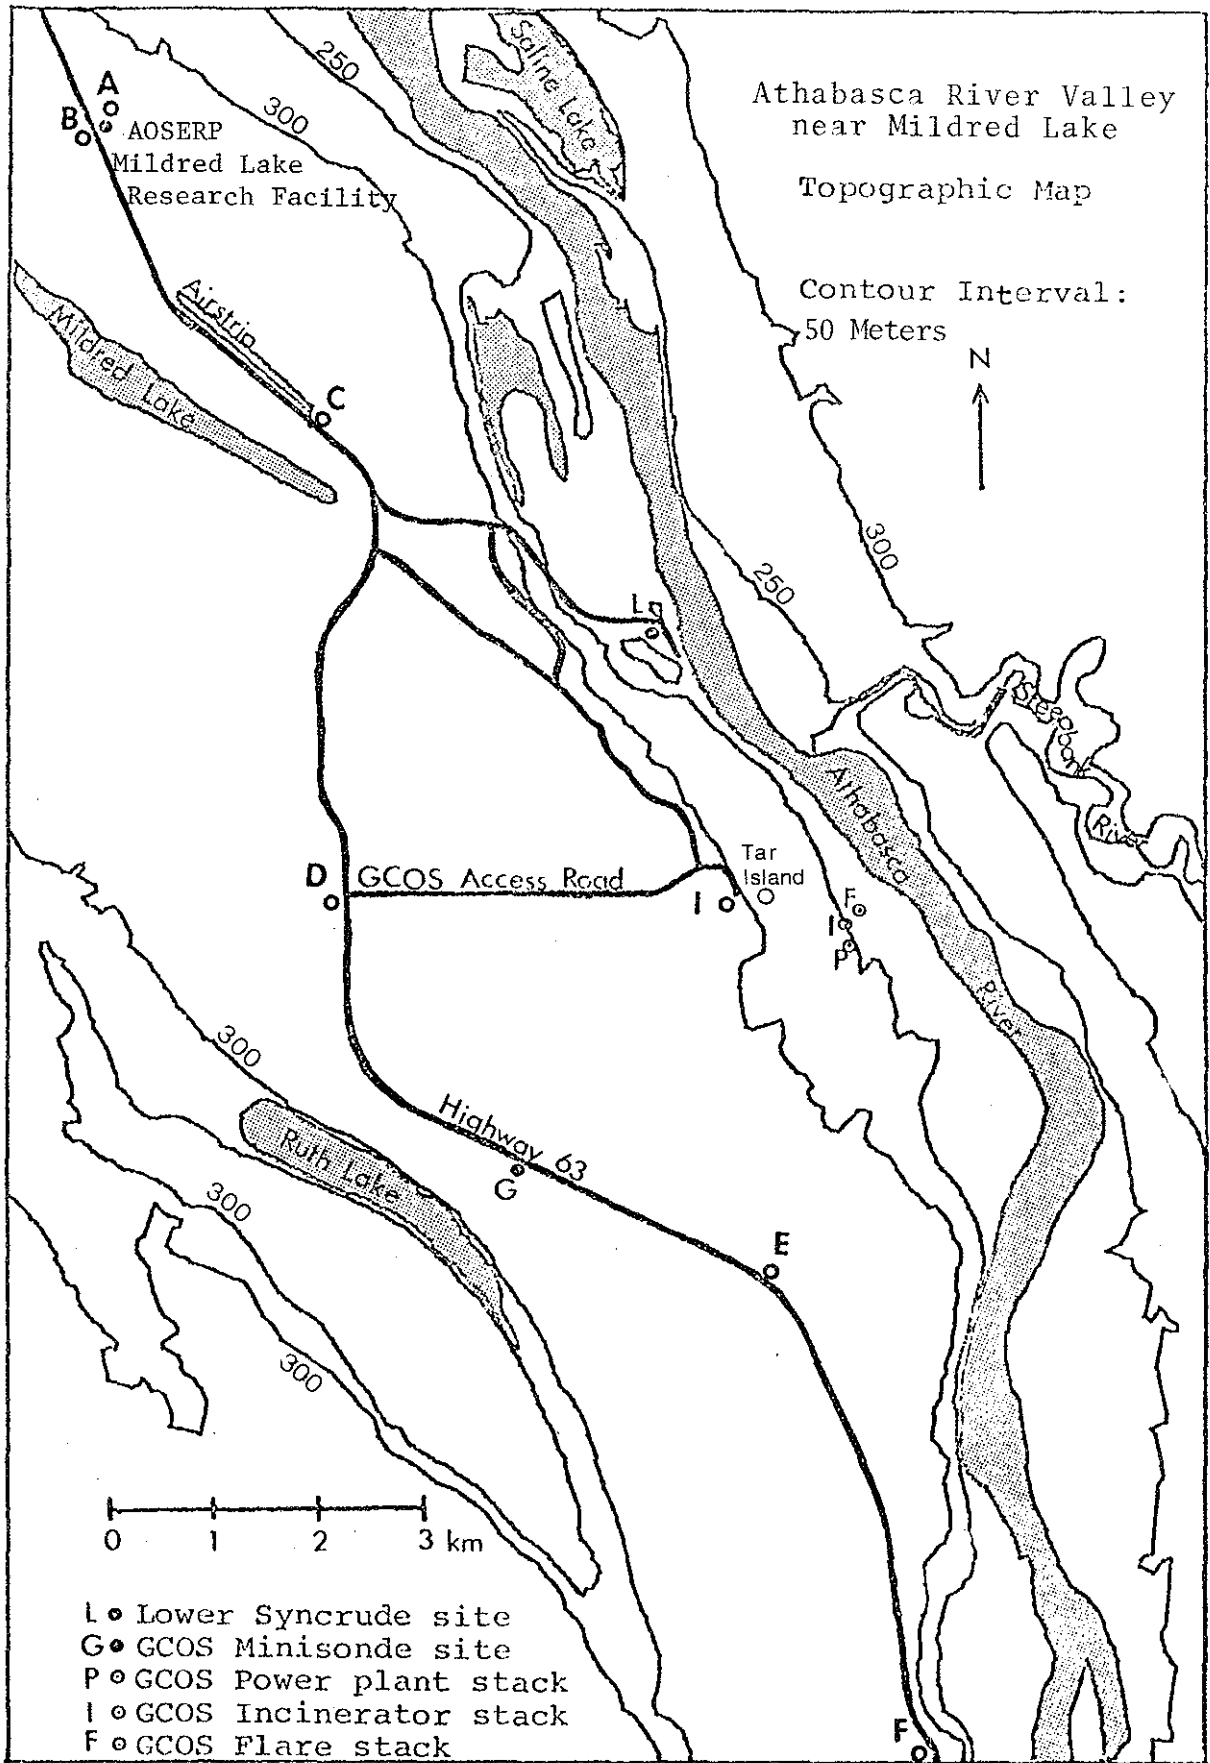 Athabasca River Valley
near Mildred Lake
Topographic Map
Contour Interval:
50 Meters
N
250
300
Saline Lake
A
B
AOSERP
Mildred Lake
Research Facility
Airstrip
Mildred Lake
C
300
250
L
Steepbank
River
Athabasca
River
Tar
Island
D
GCOS Access Road
I
F
I
P
300
Highway 63
Ruth Lake
G
300
E
300
0 1 2 3 km
L Lower Syncrude site
G GCOS Minisonde site
P GCOS Power plant stack
I GCOS Incinerator stack
F GCOS Flare stack
F